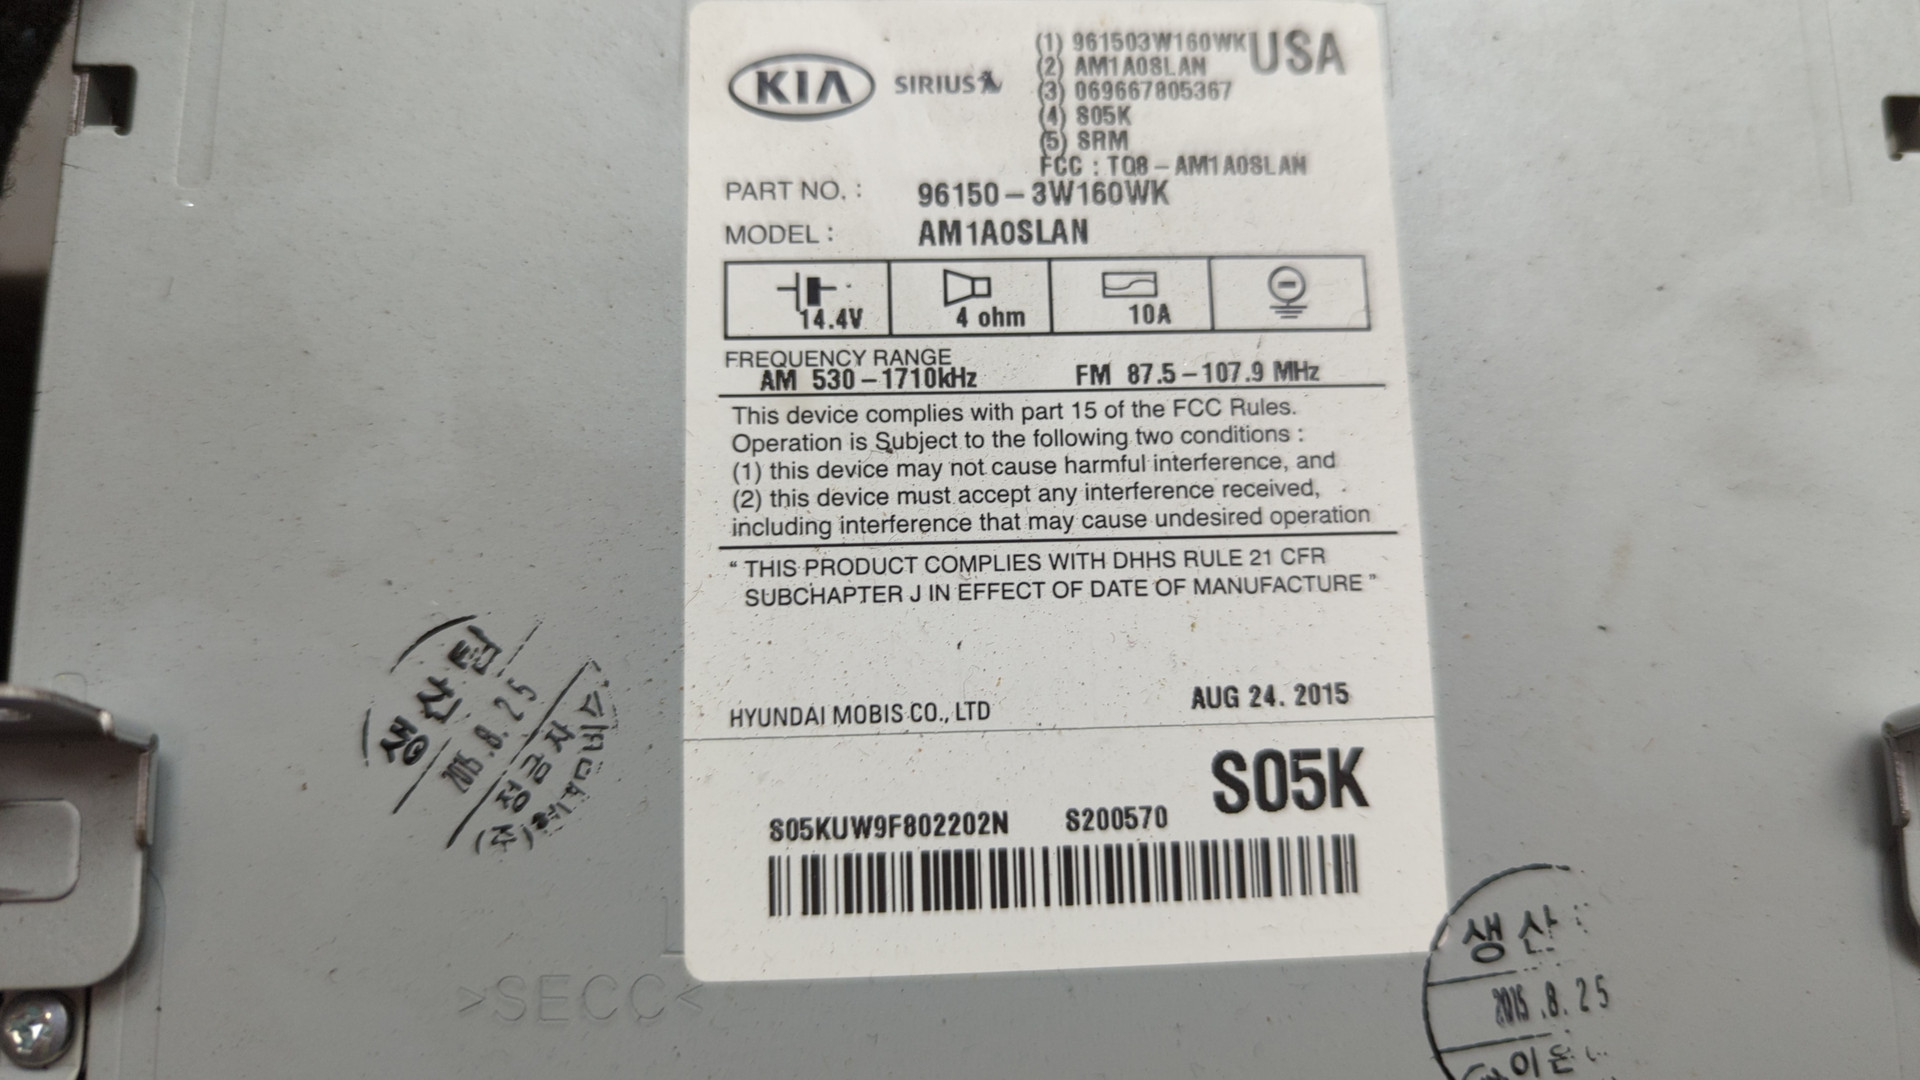 KIA SIRIUS
(1) 961503W160WK USA
(2) AM1A0SLAN
(3) 069667805367
(4) S05K
(5) SRM
FCC : TQ8-AM1A0SLAN
PART NO. : 96150-3W160WK
MODEL : AM1A0SLAN
14.4V 4 ohm 10A
FREQUENCY RANGE
AM 530-1710kHz FM 87.5-107.9 MHz
This device complies with part 15 of the FCC Rules.
Operation is Subject to the following two conditions :
(1) this device may not cause harmful interference, and
(2) this device must accept any interference received,
including interference that may cause undesired operation
“ THIS PRODUCT COMPLIES WITH DHHS RULE 21 CFR
SUBCHAPTER J IN EFFECT OF DATE OF MANUFACTURE ”
HYUNDAI MOBIS CO., LTD AUG 24. 2015
S05K
S05KUW9F802202N S200570
>SECC<
생산팀
2015.8.25
생산
2015.8.25